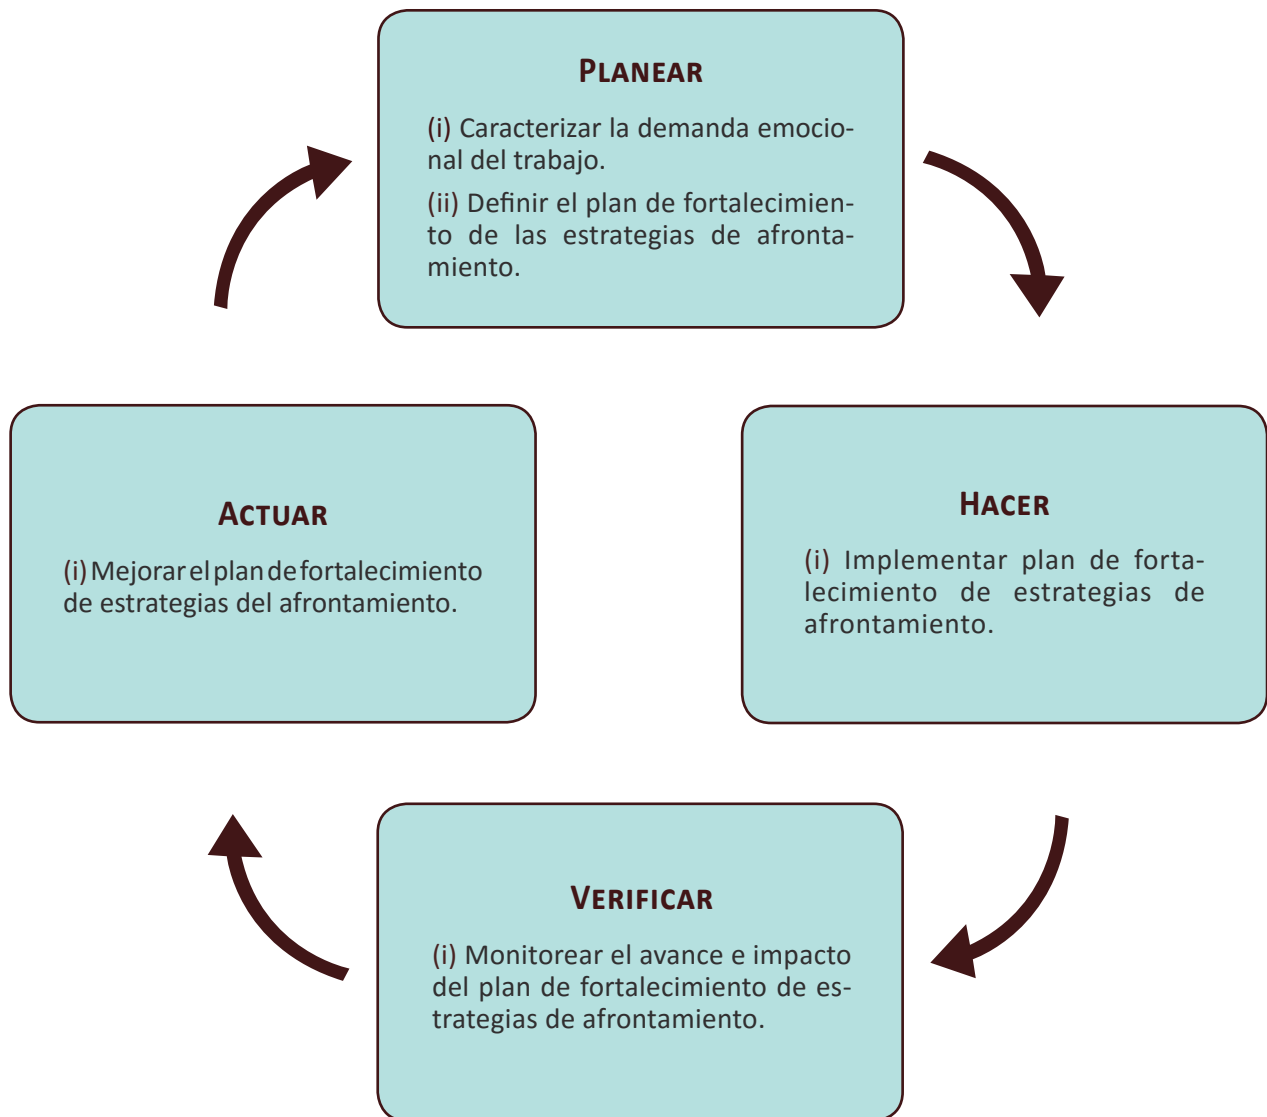 PLANEAR
(i) Caracterizar la demanda emocio-
nal del trabajo.
(ii) Definir el plan de fortalecimien-
to de las estrategias de afronta-
miento.
ACTUAR
(i) Mejorar el plan de fortalecimiento
de estrategias del afrontamiento.
HACER
(i) Implementar plan de forta-
lecimiento de estrategias de
afrontamiento.
VERIFICAR
(i) Monitorear el avance e impacto
del plan de fortalecimiento de es-
trategias de afrontamiento.